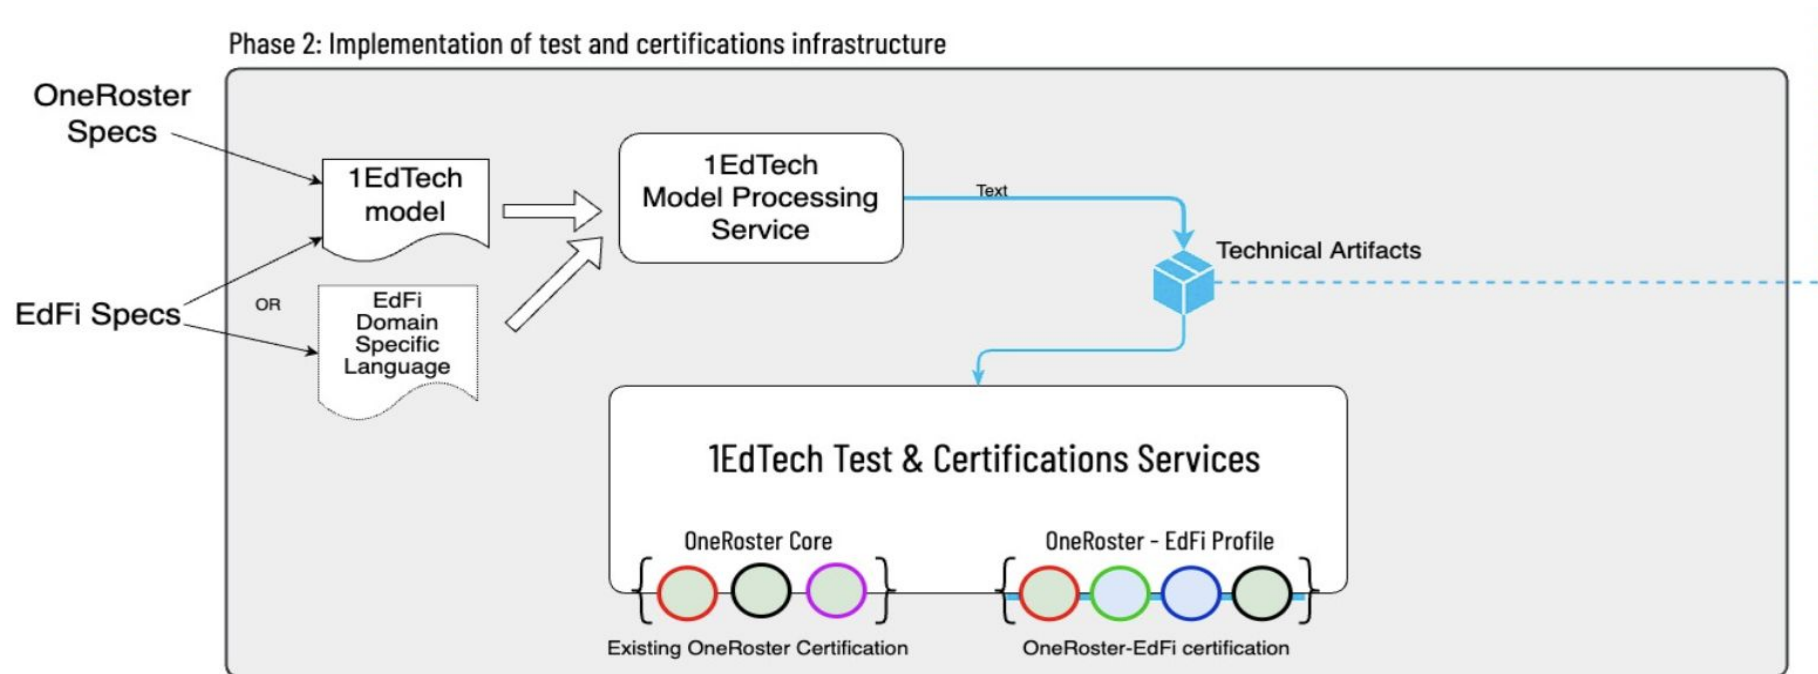 Phase 2: Implementation of test and certifications infrastructure
OneRoster
Specs
1EdTech
model
1EdTech
Model Processing
Service
Text
Technical Artifacts
EdFi Specs
OR
EdFi
Domain
Specific
Language
1EdTech Test & Certifications Services
OneRoster Core
OneRoster - EdFi Profile
Existing OneRoster Certification
OneRoster-EdFi certification